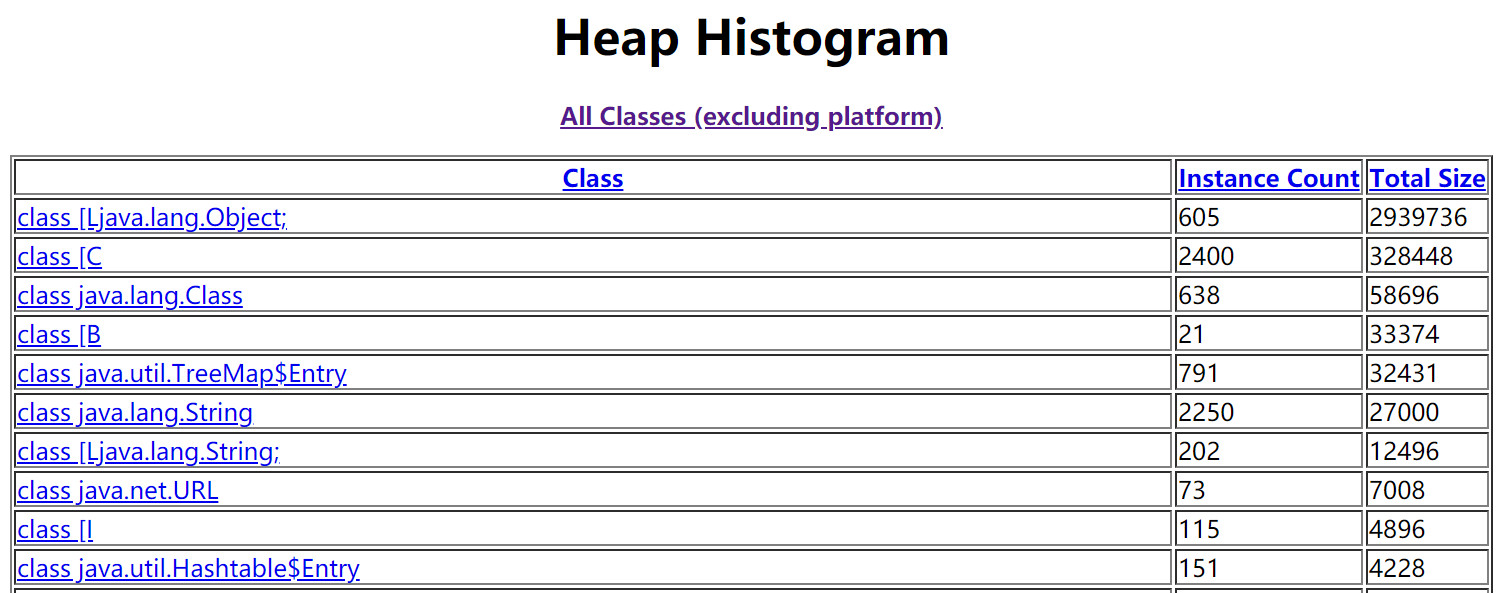 Heap Histogram
All Classes (excluding platform)
Class Instance Count Total Size
class [Ljava.lang.Object; 605 2939736
class [C 2400 328448
class java.lang.Class 638 58696
class [B 21 33374
class java.util.TreeMap$Entry 791 32431
class java.lang.String 2250 27000
class [Ljava.lang.String; 202 12496
class java.net.URL 73 7008
class [I 115 4896
class java.util.Hashtable$Entry 151 4228